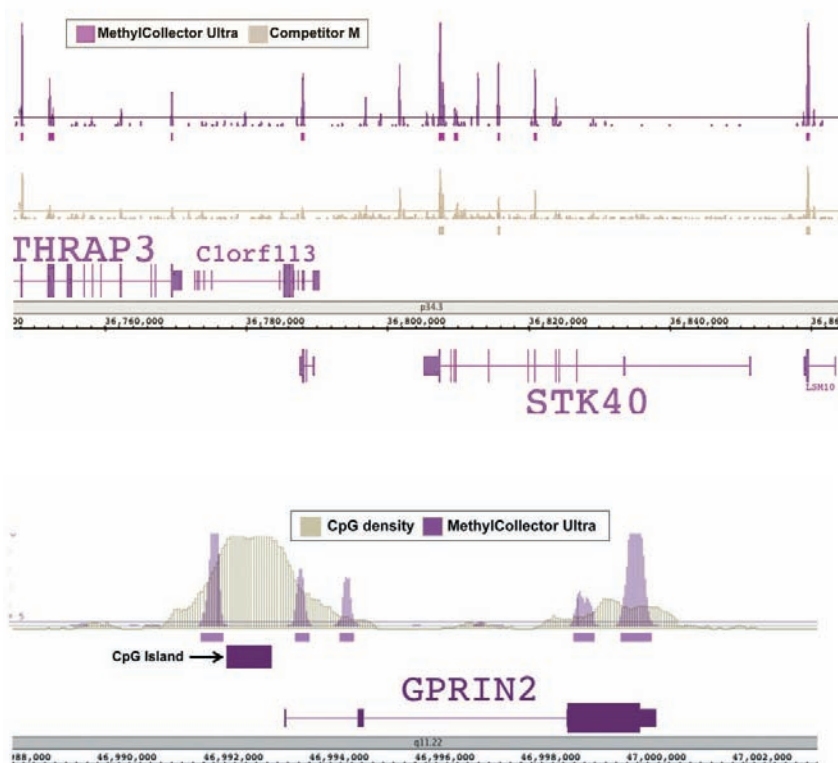 MethylCollector Ultra Competitor M
THRAP3 C1orf113
p34.3
36,760,000 36,780,000 36,800,000 36,820,000 36,840,000
STK40
LSM10
CpG density MethylCollector Ultra
CpG Island
GPRIN2
q11.22
46,990,000 46,992,000 46,994,000 46,996,000 46,998,000 47,000,000 47,002,000